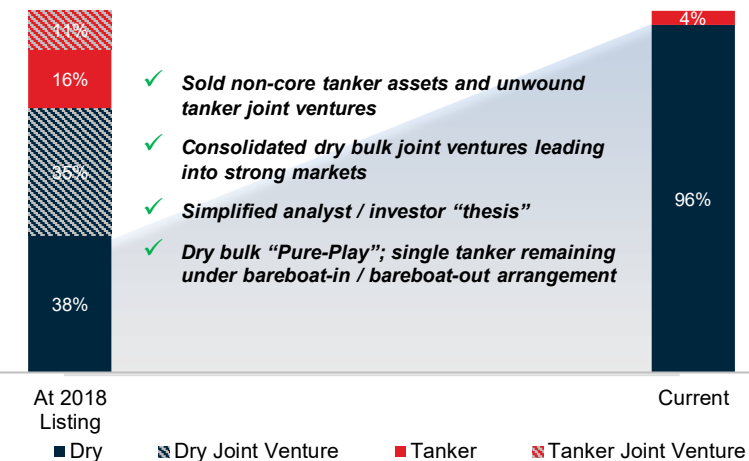 11%
4%
16%
✓ Sold non-core tanker assets and unwound
tanker joint ventures
✓ Consolidated dry bulk joint ventures leading
into strong markets
35%
96%
✓ Simplified analyst / investor “thesis”
✓ Dry bulk “Pure-Play”; single tanker remaining
under bareboat-in / bareboat-out arrangement
38%
At 2018
Listing
Current
Dry
Dry Joint Venture
Tanker
Tanker Joint Venture